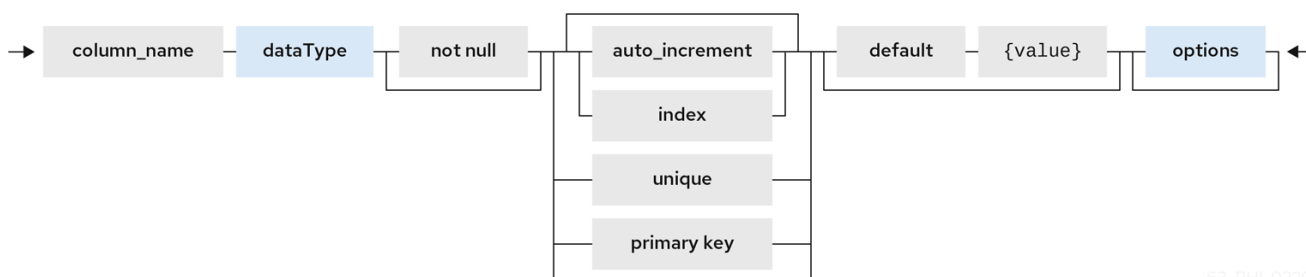 column_name dataType not null auto_increment default {value} options
index
unique
primary key